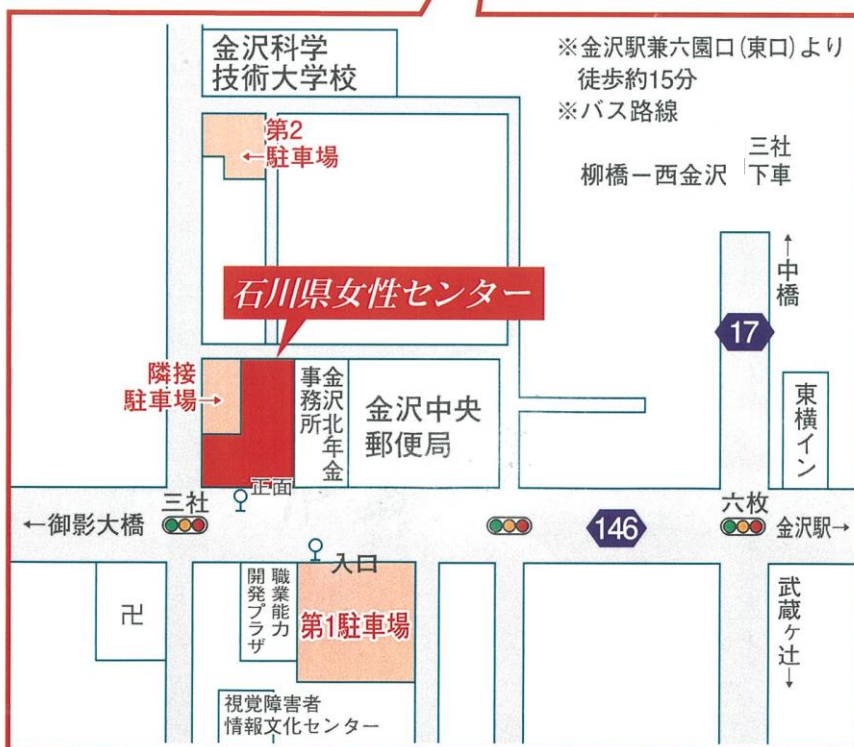 金沢科学
技術大学校
※金沢駅兼六園口(東口)より
徒歩約15分
※バス路線
柳橋ー西金沢
三社
下車
第2
←駐車場
↑中橋
17
石川県女性センター
隣接
駐車場→
金沢北年金
事務所
金沢中央
郵便局
東横イン
正面
三社
六枚
←御影大橋
146
金沢駅→
入口
卍
職業能力
開発プラザ
第1駐車場
武蔵ヶ辻↓
視覚障害者
情報文化センター